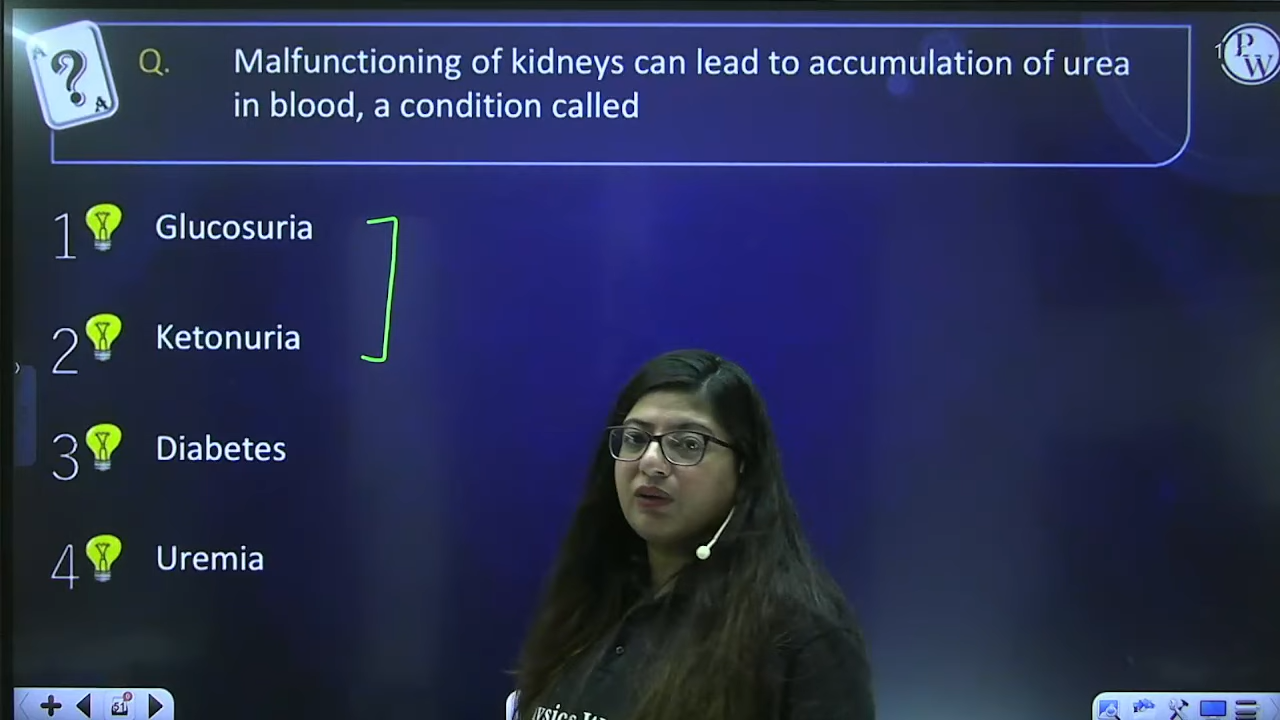 Q. Malfunctioning of kidneys can lead to accumulation of urea
in blood, a condition called
1 Glucosuria
2 Ketonuria
3 Diabetes
4 Uremia
P
W
A
?
A
51